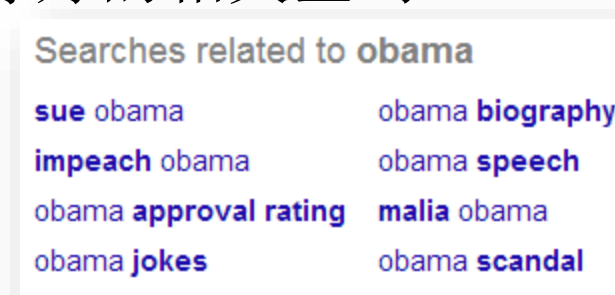 Searches related to obama
sue obama
obama biography
impeach obama
obama speech
obama approval rating
malia obama
obama jokes
obama scandal